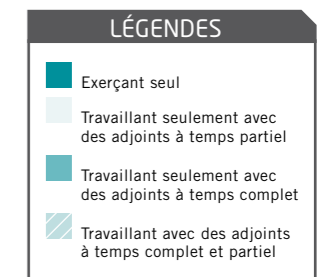 LÉGENDES
Exerçant seul
Travaillant seulement avec
des adjoints à temps partiel
Travaillant seulement avec
des adjoints à temps complet
Travaillant avec des adjoints
à temps complet et partiel